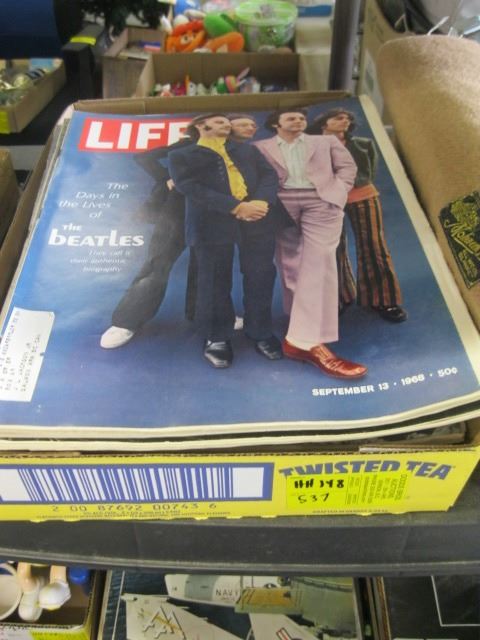 LIFE
The
Days in
the Lives
of
THE
BEATLES
They call it
their authentic
biography
SEPTEMBER 13 · 1968 · 50¢
TWISTED TEA
HH 148
537
2 00 87692 00743 6
NAVY